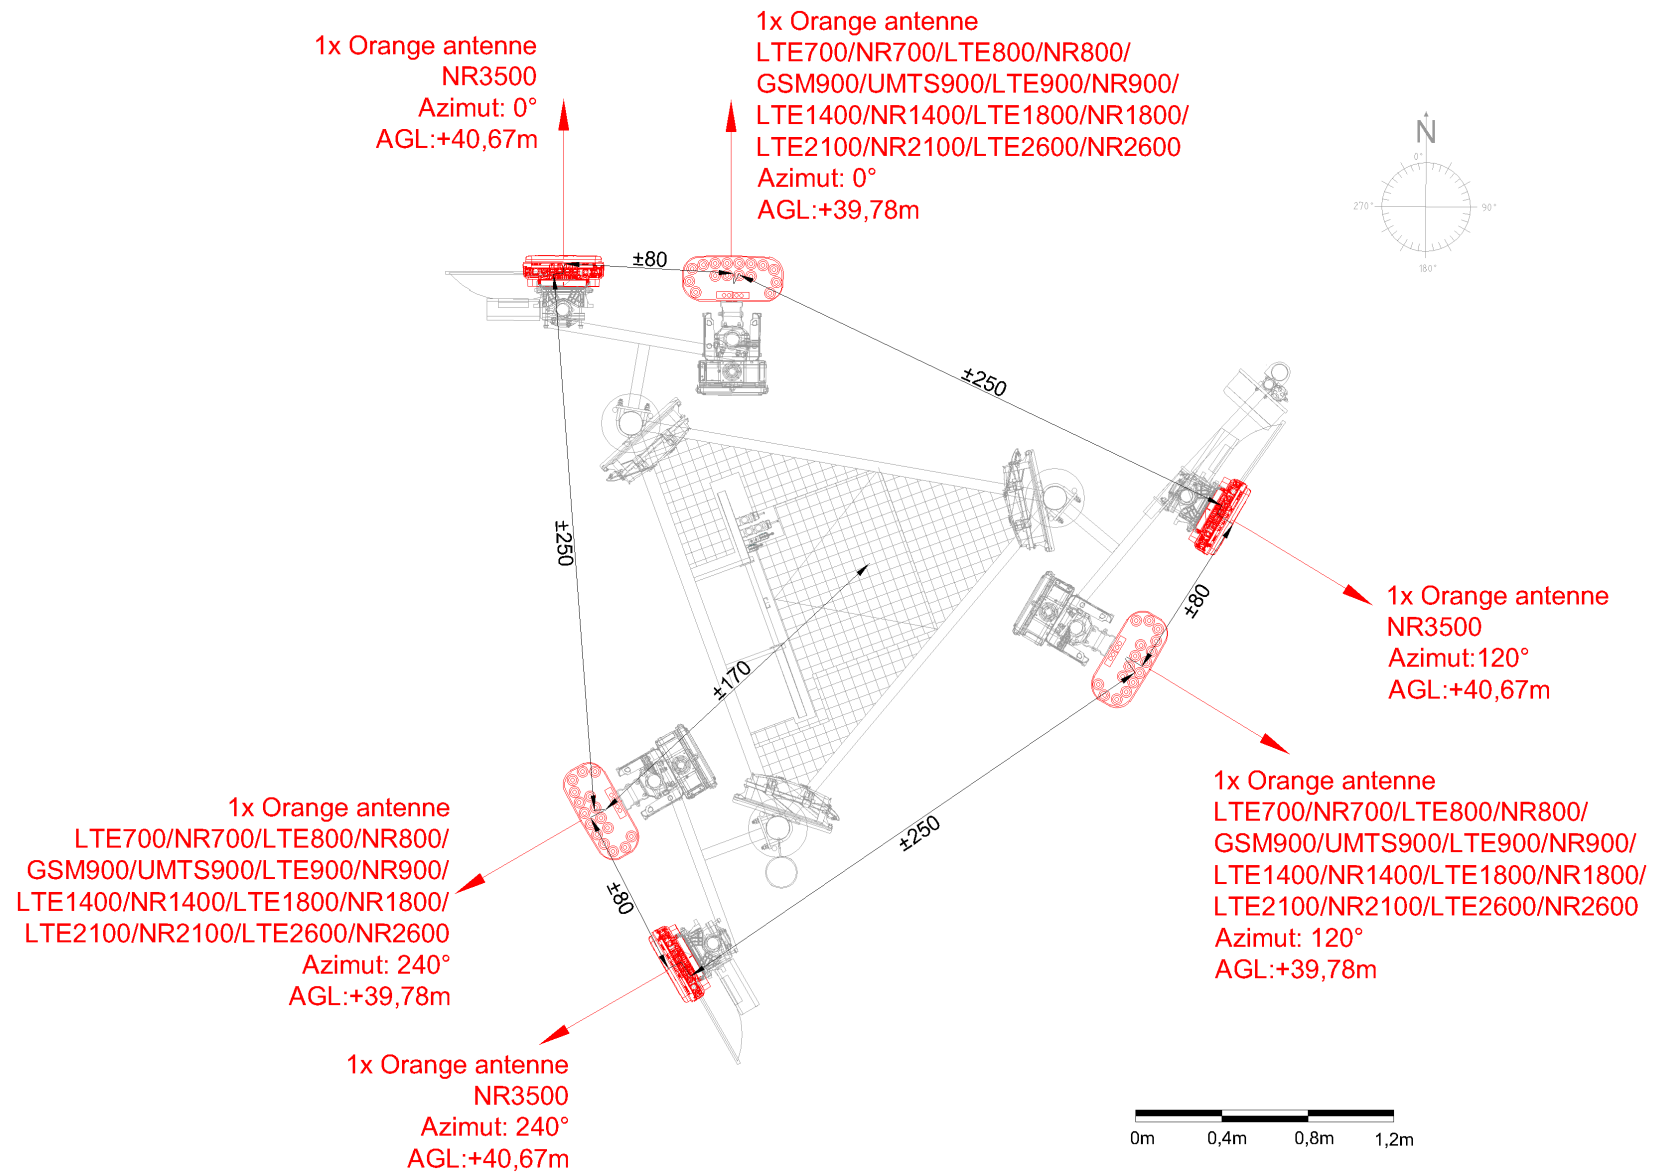 1x Orange antenne
NR3500
Azimut: 0°
AGL:+40,67m
1x Orange antenne
LTE700/NR700/LTE800/NR800/
GSM900/UMTS900/LTE900/NR900/
LTE1400/NR1400/LTE1800/NR1800/
LTE2100/NR2100/LTE2600/NR2600
Azimut: 0°
AGL:+39,78m
N
0°
270°
90°
180°
±80
±250
±250
±80
±170
±250
±80
1x Orange antenne
NR3500
Azimut:120°
AGL:+40,67m
1x Orange antenne
LTE700/NR700/LTE800/NR800/
GSM900/UMTS900/LTE900/NR900/
LTE1400/NR1400/LTE1800/NR1800/
LTE2100/NR2100/LTE2600/NR2600
Azimut: 120°
AGL:+39,78m
1x Orange antenne
LTE700/NR700/LTE800/NR800/
GSM900/UMTS900/LTE900/NR900/
LTE1400/NR1400/LTE1800/NR1800/
LTE2100/NR2100/LTE2600/NR2600
Azimut: 240°
AGL:+39,78m
1x Orange antenne
NR3500
Azimut: 240°
AGL:+40,67m
0m 0,4m 0,8m 1,2m